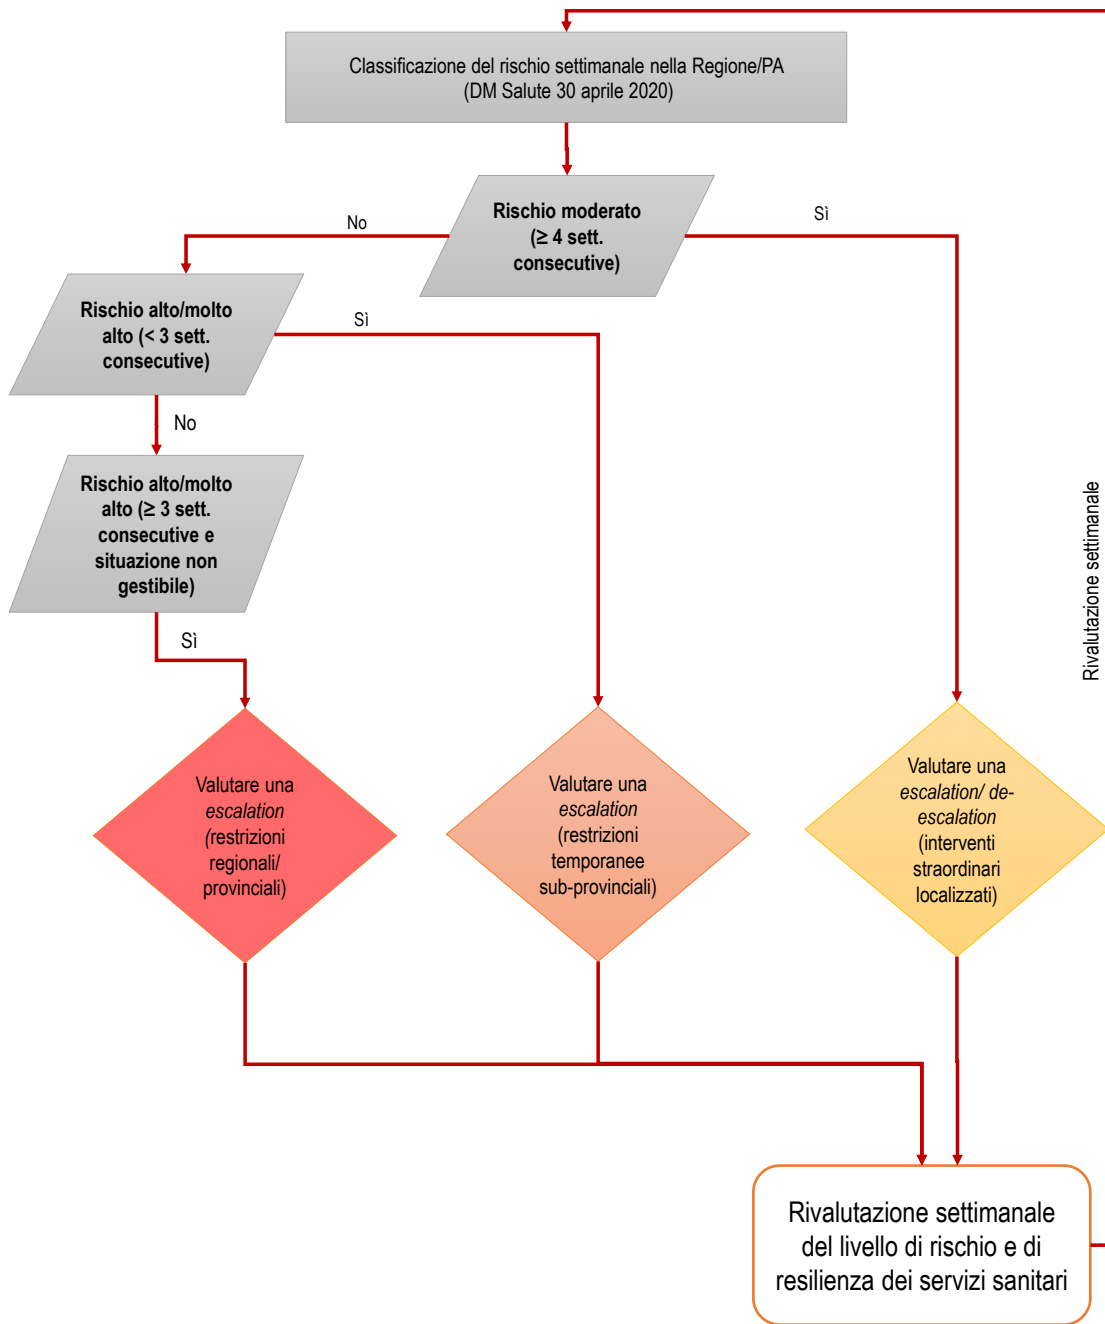 Classificazione del rischio settimanale nella Regione/PA
(DM Salute 30 aprile 2020)
Rischio moderato
(≥ 4 sett.
consecutive)
No
Sì
Rischio alto/molto
alto (< 3 sett.
consecutive)
Sì
No
Rischio alto/molto
alto (≥ 3 sett.
consecutive e
situazione non
gestibile)
Sì
Rivalutazione settimanale
Valutare una
escalation
(restrizioni
regionali/
provinciali)
Valutare una
escalation
(restrizioni
temporanee
sub-provinciali)
Valutare una
escalation/ de-
escalation
(interventi
straordinari
localizzati)
Rivalutazione settimanale
del livello di rischio e di
resilienza dei servizi sanitari